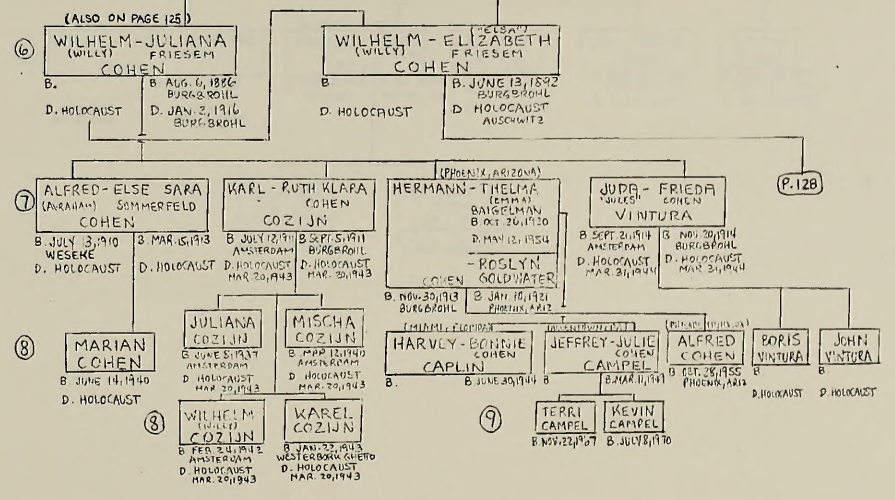 (ALSO ON PAGE 125)
6
WILHELM-JULIANA
(WILLY) FRIESEM
COHEN
B.
D. HOLOCAUST
B AUG. 6, 1886
BURGBROHL
D. JAN. 2, 1916
BURGBROHL
("ELSA")
WILHELM - ELIZABETH
(WILLY) FRIESEM
COHEN
B
D. HOLOCAUST
B. JUNE 13, 1892
BURGBROHL
D HOLOCAUST
AUSCHWITZ
P.128
7
ALFRED-ELSE SARA
(AVRAHAM) SOMMERFELD
COHEN
B. JULY 13, 1910
WESEKE
D. HOLOCAUST
B. MAR. 15, 1913
D. HOLOCAUST
KARL - RUTH KLARA
COHEN
COZIJN
B JULY 12, 1911
AMSTERDAM
D. HOLOCAUST
MAR. 20, 1943
B SEPT. 5, 1911
BURGBROHL
D. HOLOCAUST
MAR. 20, 1943
(PHOENIX, ARIZONA)
HERMANN - THELMA
(EMMA)
BAIGELMAN
B OCT. 26, 1920
D. MAY 12, 1954
- ROSLYN
GOLDWATER
COHEN
B. NOV. 30, 1913
BURGBROHL
B JAN 10, 1921
PHOENIX, ARIZ
JUDA - FRIEDA
"JULES" COHEN
VINTURA
B SEPT. 21, 1914
AMSTERDAM
D. HOLOCAUST
MAR. 31, 1944
B NOV 20, 1914
BURGBROHL
D. HOLOCAUST
MAR 31, 1944
8
MARIAN
COHEN
B JUNE 14, 1940
D. HOLOCAUST
JULIANA
COZIJN
B JUNE 5, 1937
AMSTERDAM
D HOLOCAUST
MAR 20, 1943
MISCHA
COZIJN
B. MAR 12, 1940
AMSTERDAM
D. HOLOCAUST
MAR. 20, 1943
(MIAMI, FLORIDA)
HARVEY-BONNIE
COHEN
CAPLIN
B.
B JUNE 30, 1944
JEFFREY-JULIE
COHEN
CAMPEL
B
B. MAR. 11, 1949
ALFRED
COHEN
B OCT. 28, 1955
PHOENIX, ARIZ
BORIS
VINTURA
B
D. HOLOCAUST
JOHN
VINTURA
B
D. HOLOCAUST
8
WILHELM
(WILLY)
COZIJN
B FEB. 24, 1942
AMSTERDAM
D. HOLOCAUST
MAR. 20, 1943
KAREL
COZIJN
B JAN. 22, 1943
WESTERBORK GHETTO
D. HOLOCAUST
MAR. 20, 1943
9
TERRI
CAMPEL
B NOV. 22, 1967
KEVIN
CAMPEL
B. JULY 8, 1970